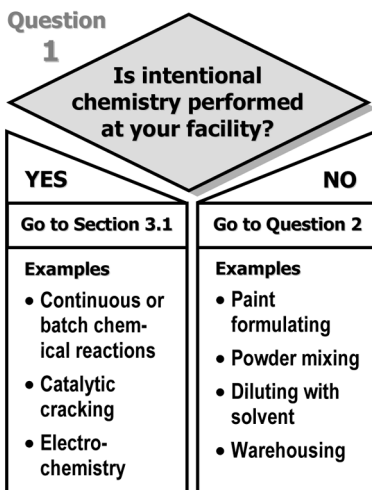 Question
1
Is intentional
chemistry performed
at your facility?
YES
NO
Go to Section 3.1
Go to Question 2
Examples
• Continuous or
batch chem-
ical reactions
• Catalytic
cracking
• Electro-
chemistry
Examples
• Paint
formulating
• Powder mixing
• Diluting with
solvent
• Warehousing